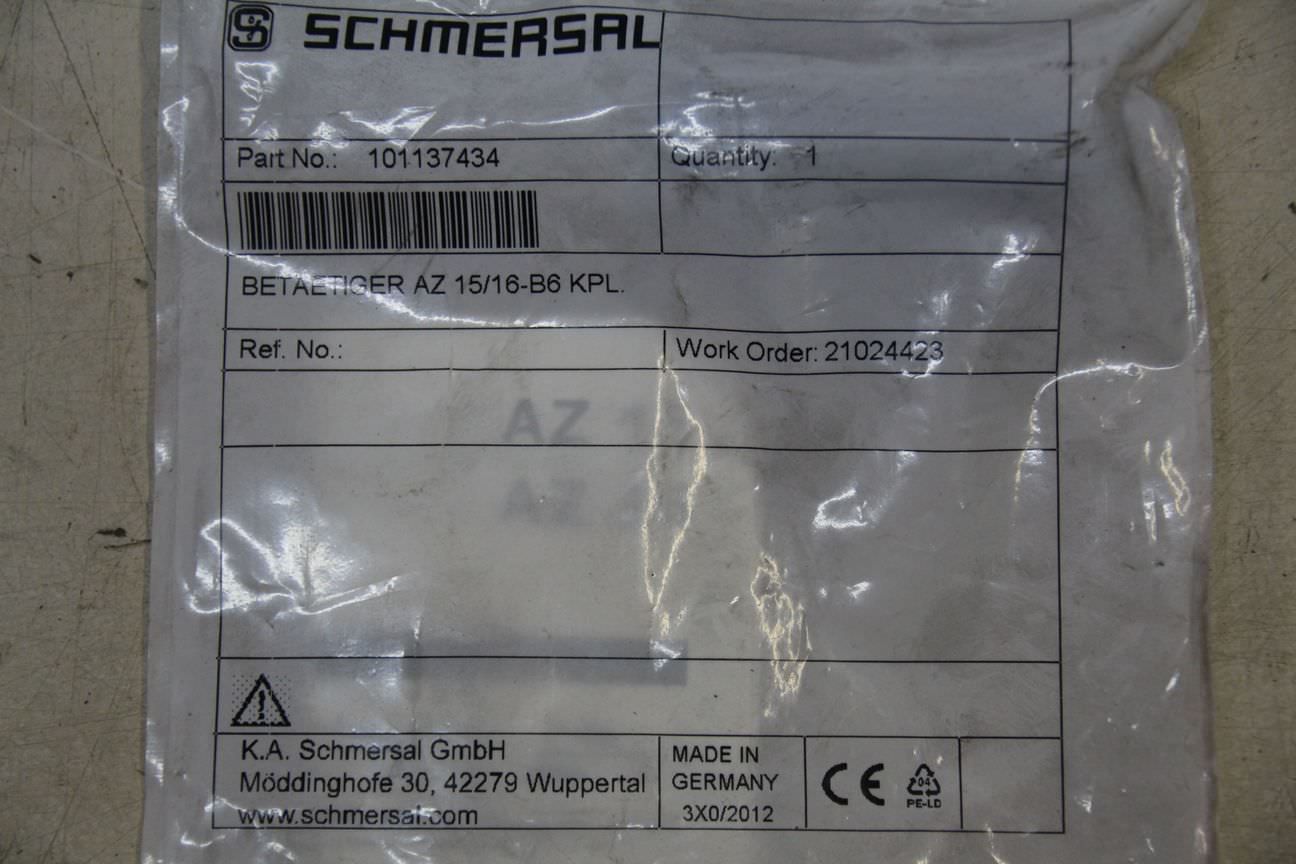 SCHMERSAL
Part No.: 101137434
Quantity: 1
BETAETIGER AZ 15/16-B6 KPL.
Ref. No.:
Work Order: 21024423
AZ
AZ
K.A. Schmersal GmbH
Möddinghofe 30, 42279 Wuppertal
www.schmersal.com
MADE IN
GERMANY
3X0/2012
CE
04
PE-LD